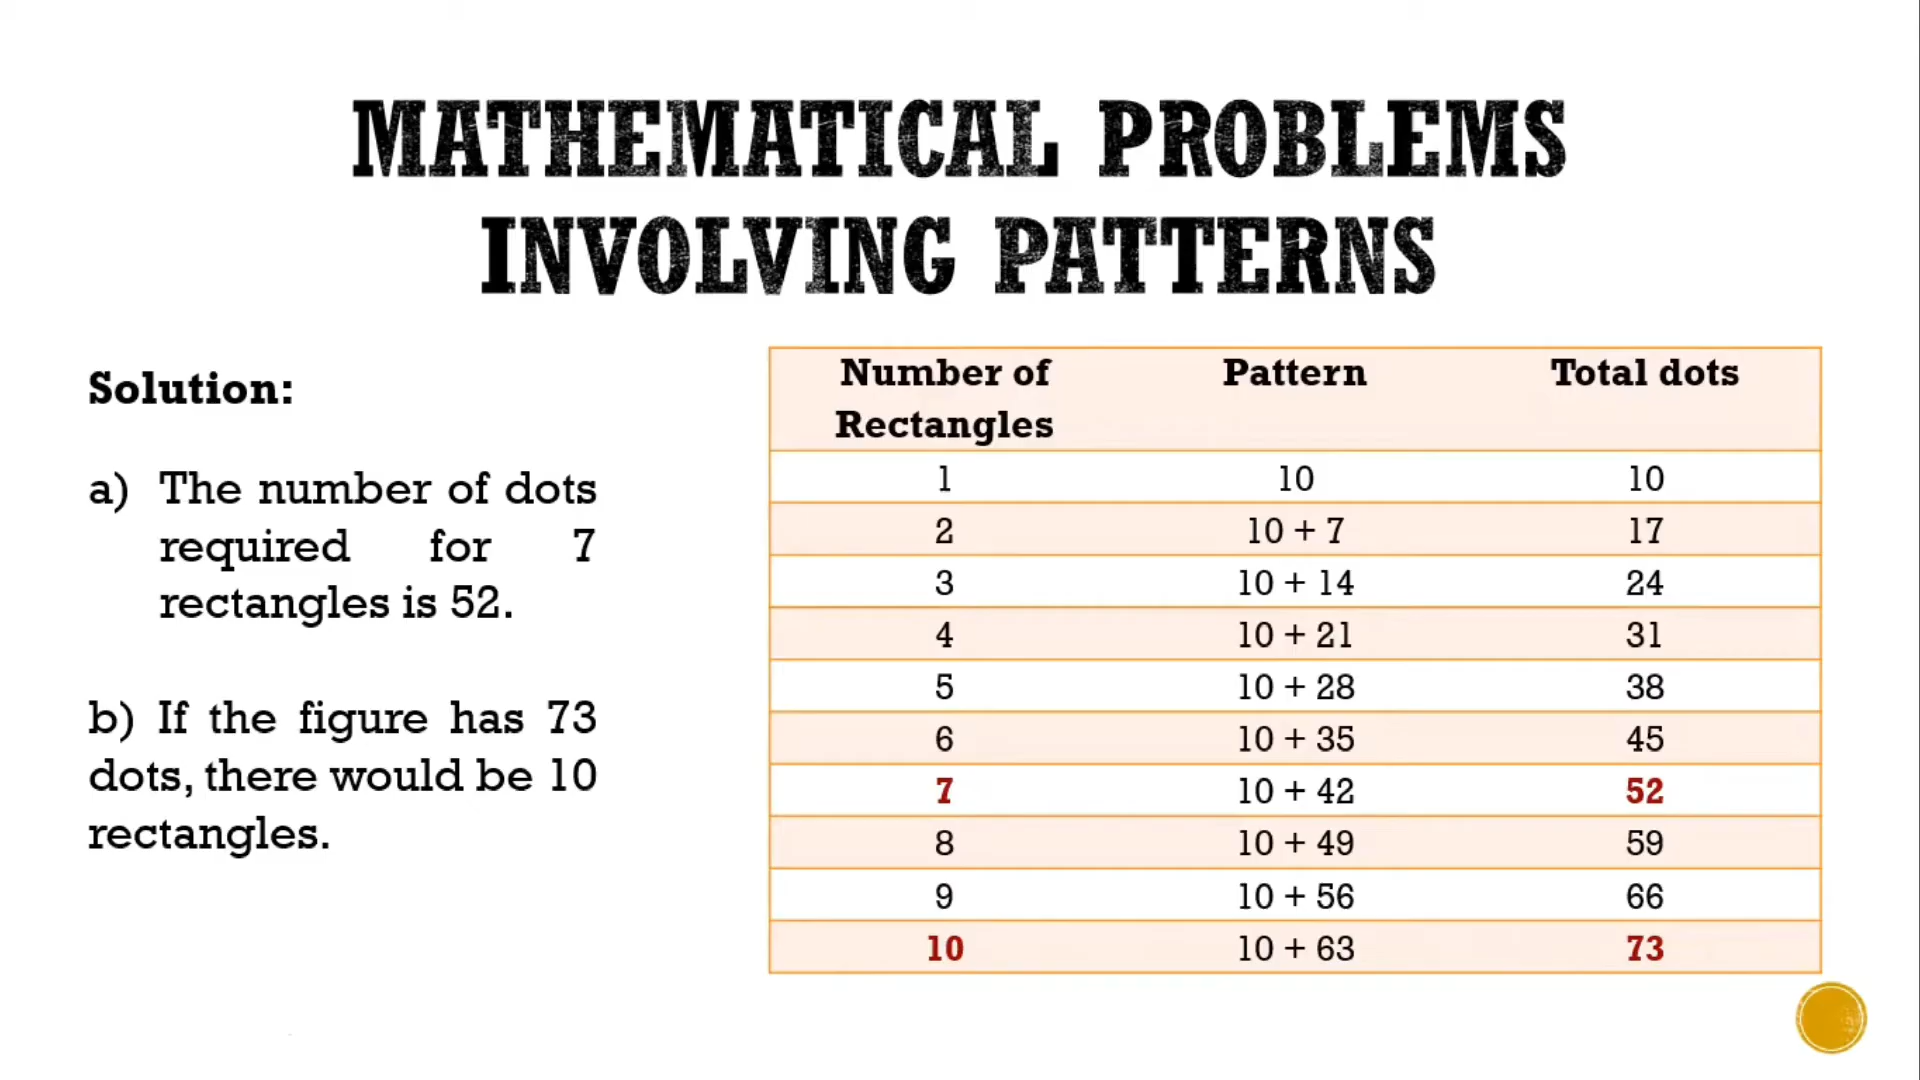 MATHEMATICAL PROBLEMS
INVOLVING PATTERNS
Solution:
a) The number of dots
required for 7
rectangles is 52.
b) If the figure has 73
dots, there would be 10
rectangles.
Number of Rectangles Pattern Total dots
1 10 10
2 10 + 7 17
3 10 + 14 24
4 10 + 21 31
5 10 + 28 38
6 10 + 35 45
7 10 + 42 52
8 10 + 49 59
9 10 + 56 66
10 10 + 63 73